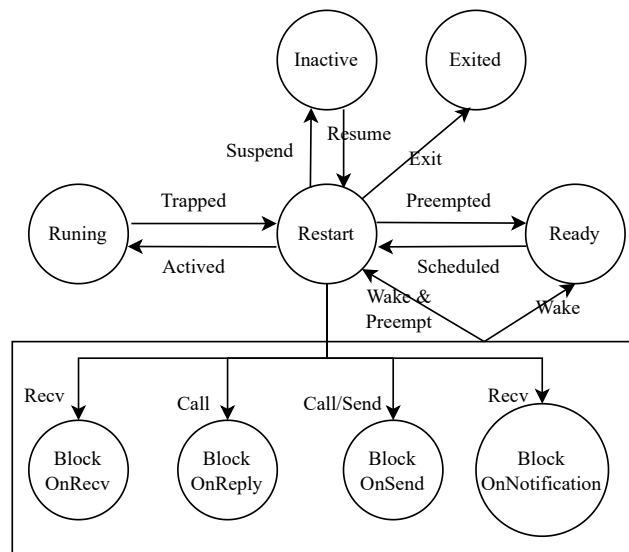 Inactive
Exited
Suspend
Resume
Exit
Runing
Trapped
Actived
Restart
Preempted
Scheduled
Ready
Wake &
Preempt
Wake
Recv
Call
Call/Send
Recv
Block
OnRecv
Block
OnReply
Block
OnSend
Block
OnNotification